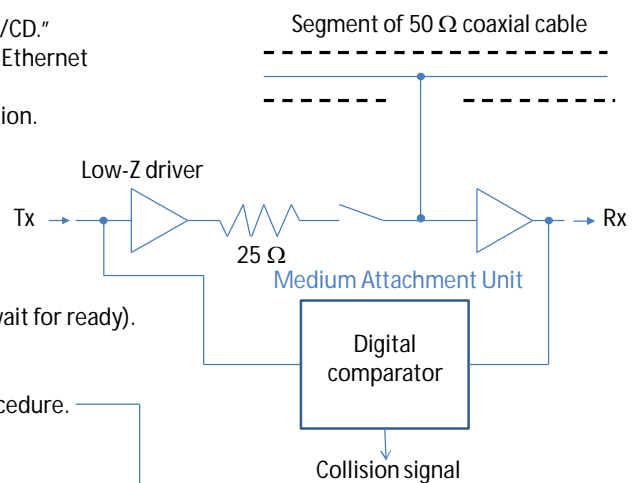 /CD."
Ethernet
ion.
wait for ready).
cedure.
Segment of 50 Ω coaxial cable
Low-Z driver
Tx
Rx
25 Ω
Medium Attachment Unit
Digital
comparator
Collision signal